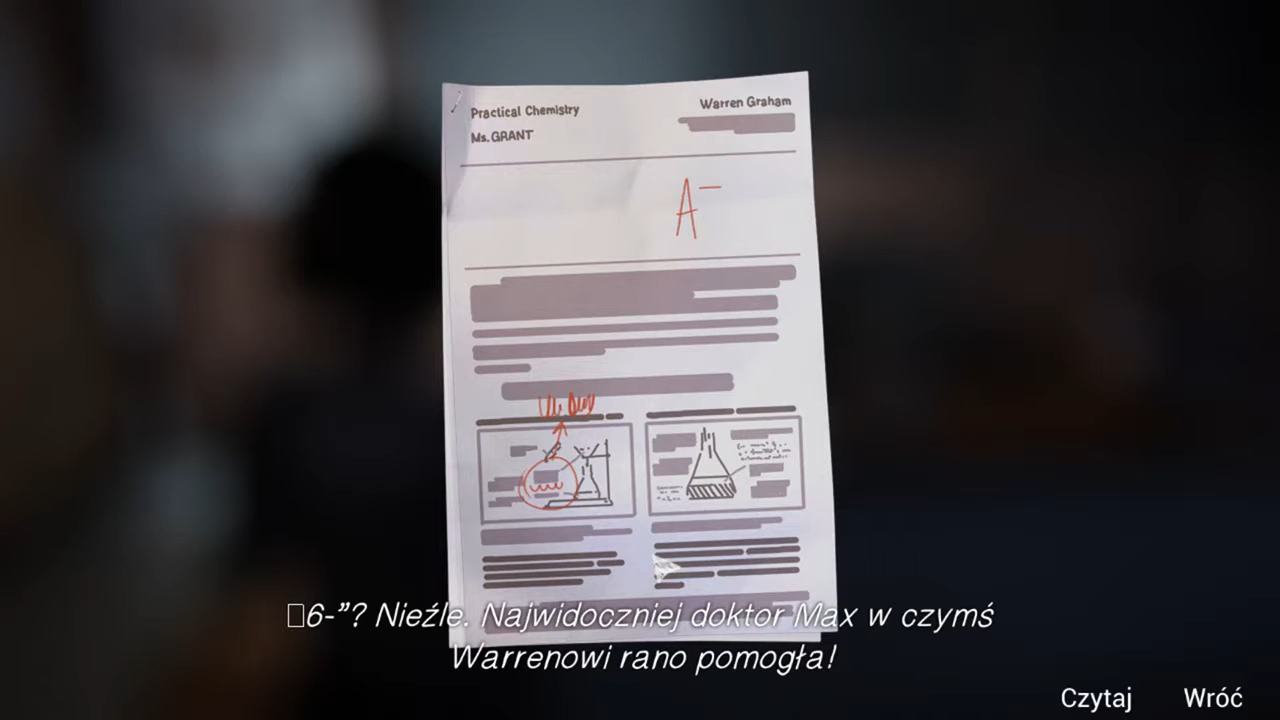 Practical Chemistry
Warren Graham
Ms. GRANT
A-
6-”? Nieźle. Najwidoczniej doktor Max w czymś
Warrenowi rano pomogła!
Czytaj
Wróć